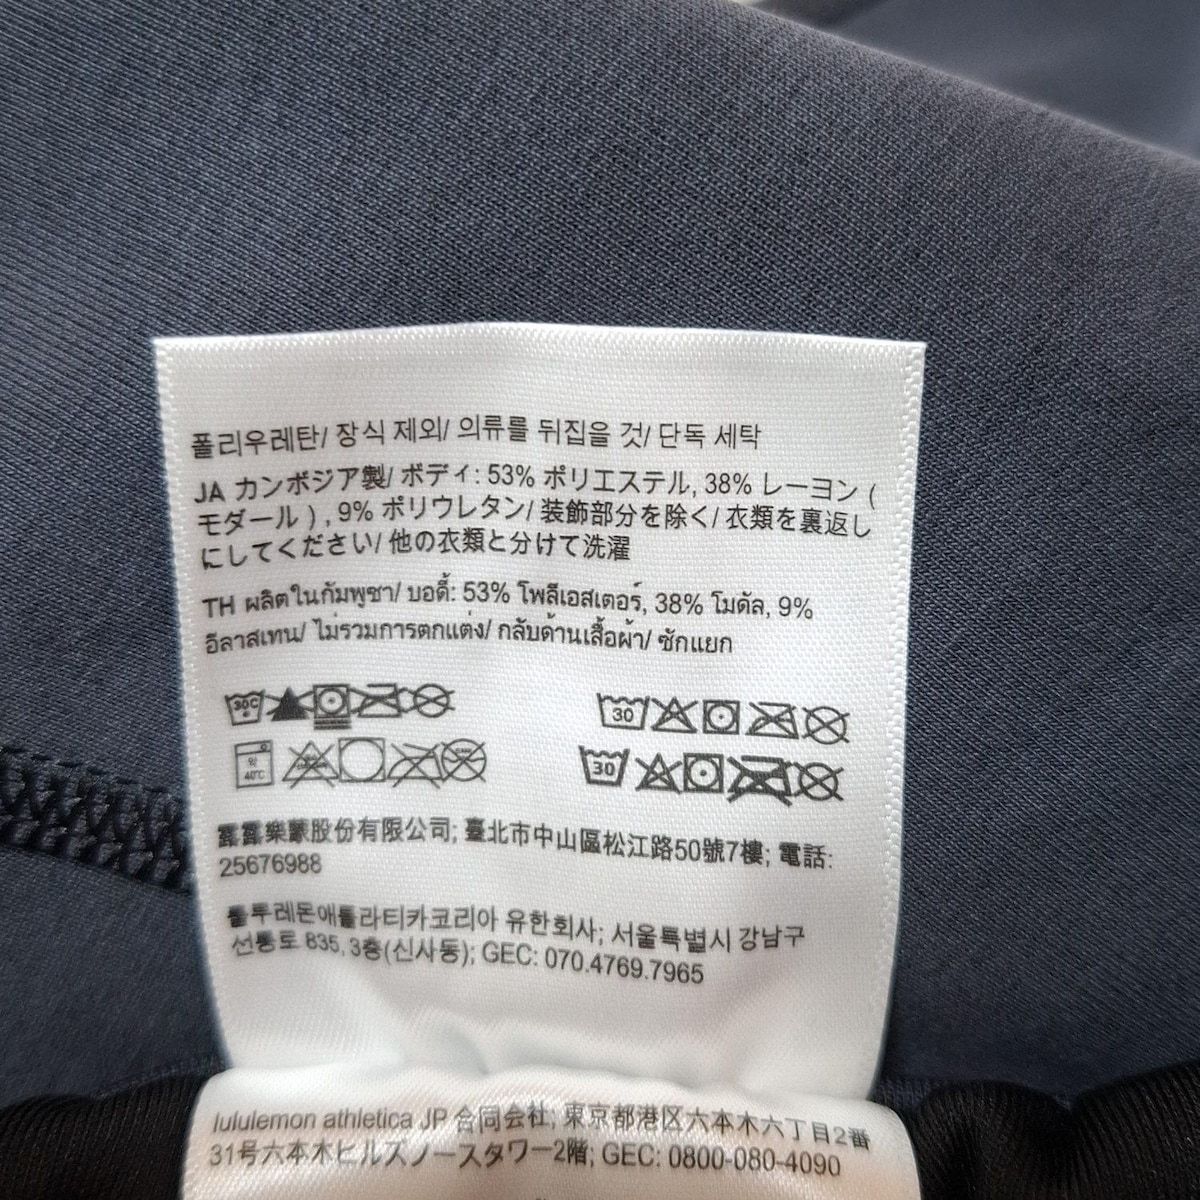 폴리우레탄/ 장식 제외/ 의류를 뒤집을 것/ 단독 세탁
JA カンボジア製/ ボディ: 53% ポリエステル, 38% レーヨン (
モダール ) , 9% ポリウレタン/ 装飾部分を除く/ 衣類を裏返し
にしてください/ 他の衣類と分けて洗濯
TH ผลิตในกัมพูชา/ บอดี้: 53% โพลีเอสเตอร์, 38% โมดัล, 9%
อีลาสเทน/ ไม่รวมการตกแต่ง/ กลับด้านเสื้อผ้า/ ซักแยก
30C
30
약
40℃
30
露露樂蒙股份有限公司; 臺北市中山區松江路50號7樓; 電話:
25676988
룰루레몬애틀라티카코리아 유한회사; 서울특별시 강남구
선릉로 835, 3층(신사동); GEC: 070.4769.7965
lululemon athletica JP 合同会社; 東京都港区六本木六丁目2番
31号六本木ヒルズノースタワー2階; GEC: 0800-080-4090